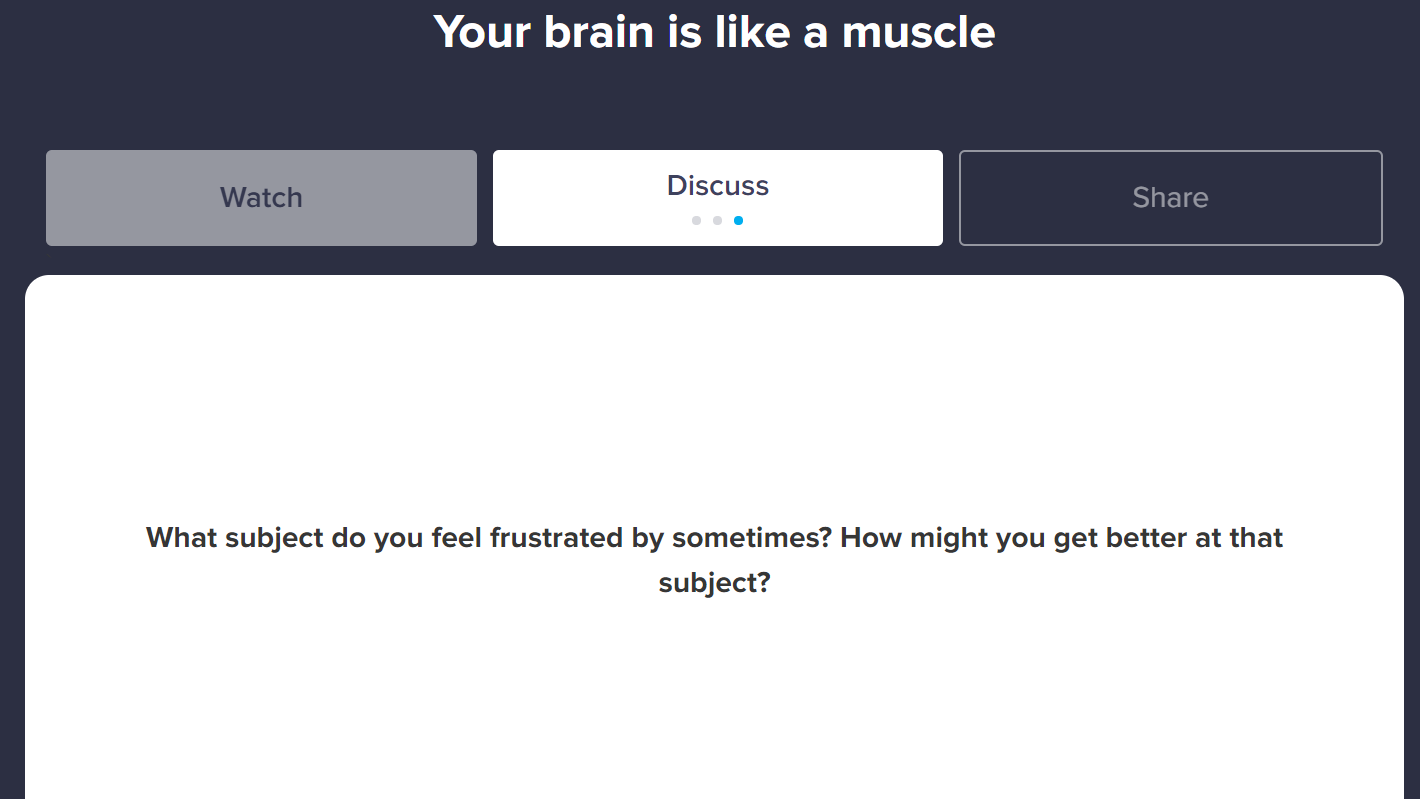 Your brain is like a muscle
Watch
Discuss
Share
What subject do you feel frustrated by sometimes? How might you get better at that
subject?